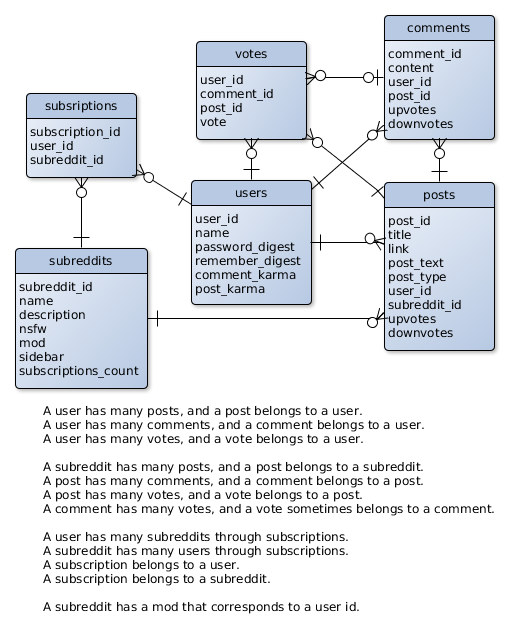 comments
comment_id
content
user_id
post_id
upvotes
downvotes
votes
user_id
comment_id
post_id
vote
subsriptions
subscription_id
user_id
subreddit_id
users
user_id
name
password_digest
remember_digest
comment_karma
post_karma
posts
post_id
title
link
post_text
post_type
user_id
subreddit_id
upvotes
downvotes
subreddits
subreddit_id
name
description
nsfw
mod
sidebar
subscriptions_count
A user has many posts, and a post belongs to a user.
A user has many comments, and a comment belongs to a user.
A user has many votes, and a vote belongs to a user.
A subreddit has many posts, and a post belongs to a subreddit.
A post has many comments, and a comment belongs to a post.
A post has many votes, and a vote belongs to a post.
A comment has many votes, and a vote sometimes belongs to a comment.
A user has many subreddits through subscriptions.
A subreddit has many users through subscriptions.
A subscription belongs to a user.
A subscription belongs to a subreddit.
A subreddit has a mod that corresponds to a user id.